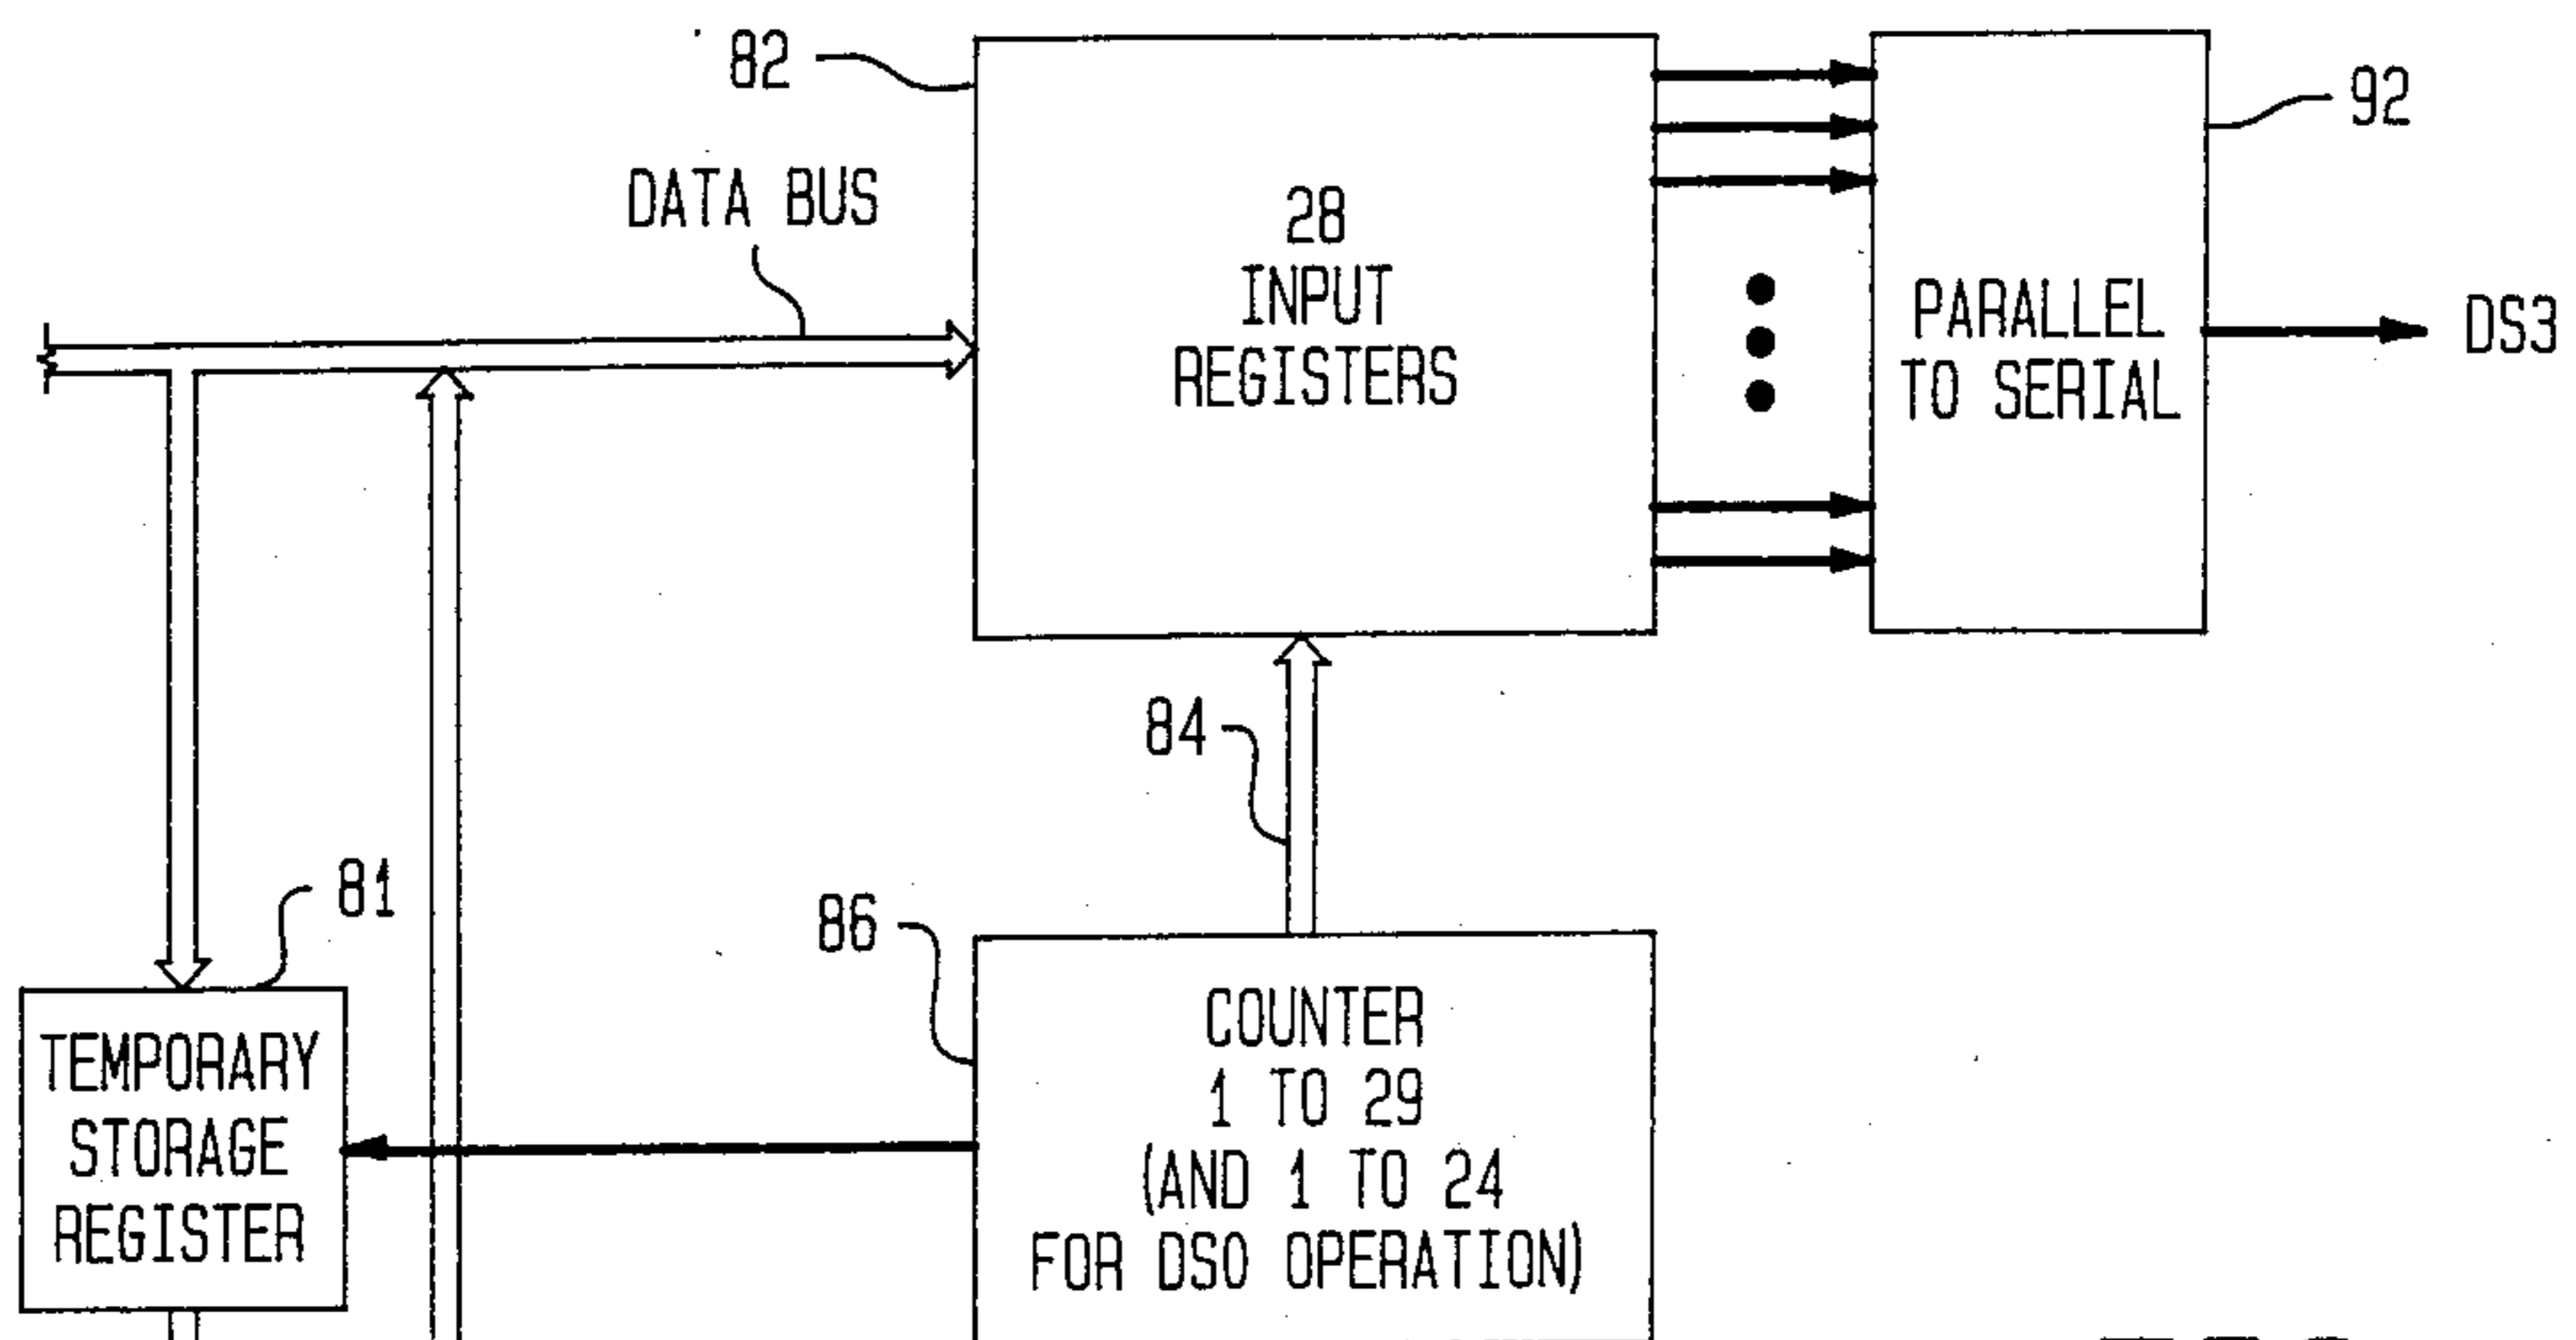 82
92
DATA BUS
28
INPUT
REGISTERS
PARALLEL
TO SERIAL
DS3
84
81
86
TEMPORARY
STORAGE
REGISTER
COUNTER
1 TO 29
(AND 1 TO 24
FOR DS0 OPERATION)